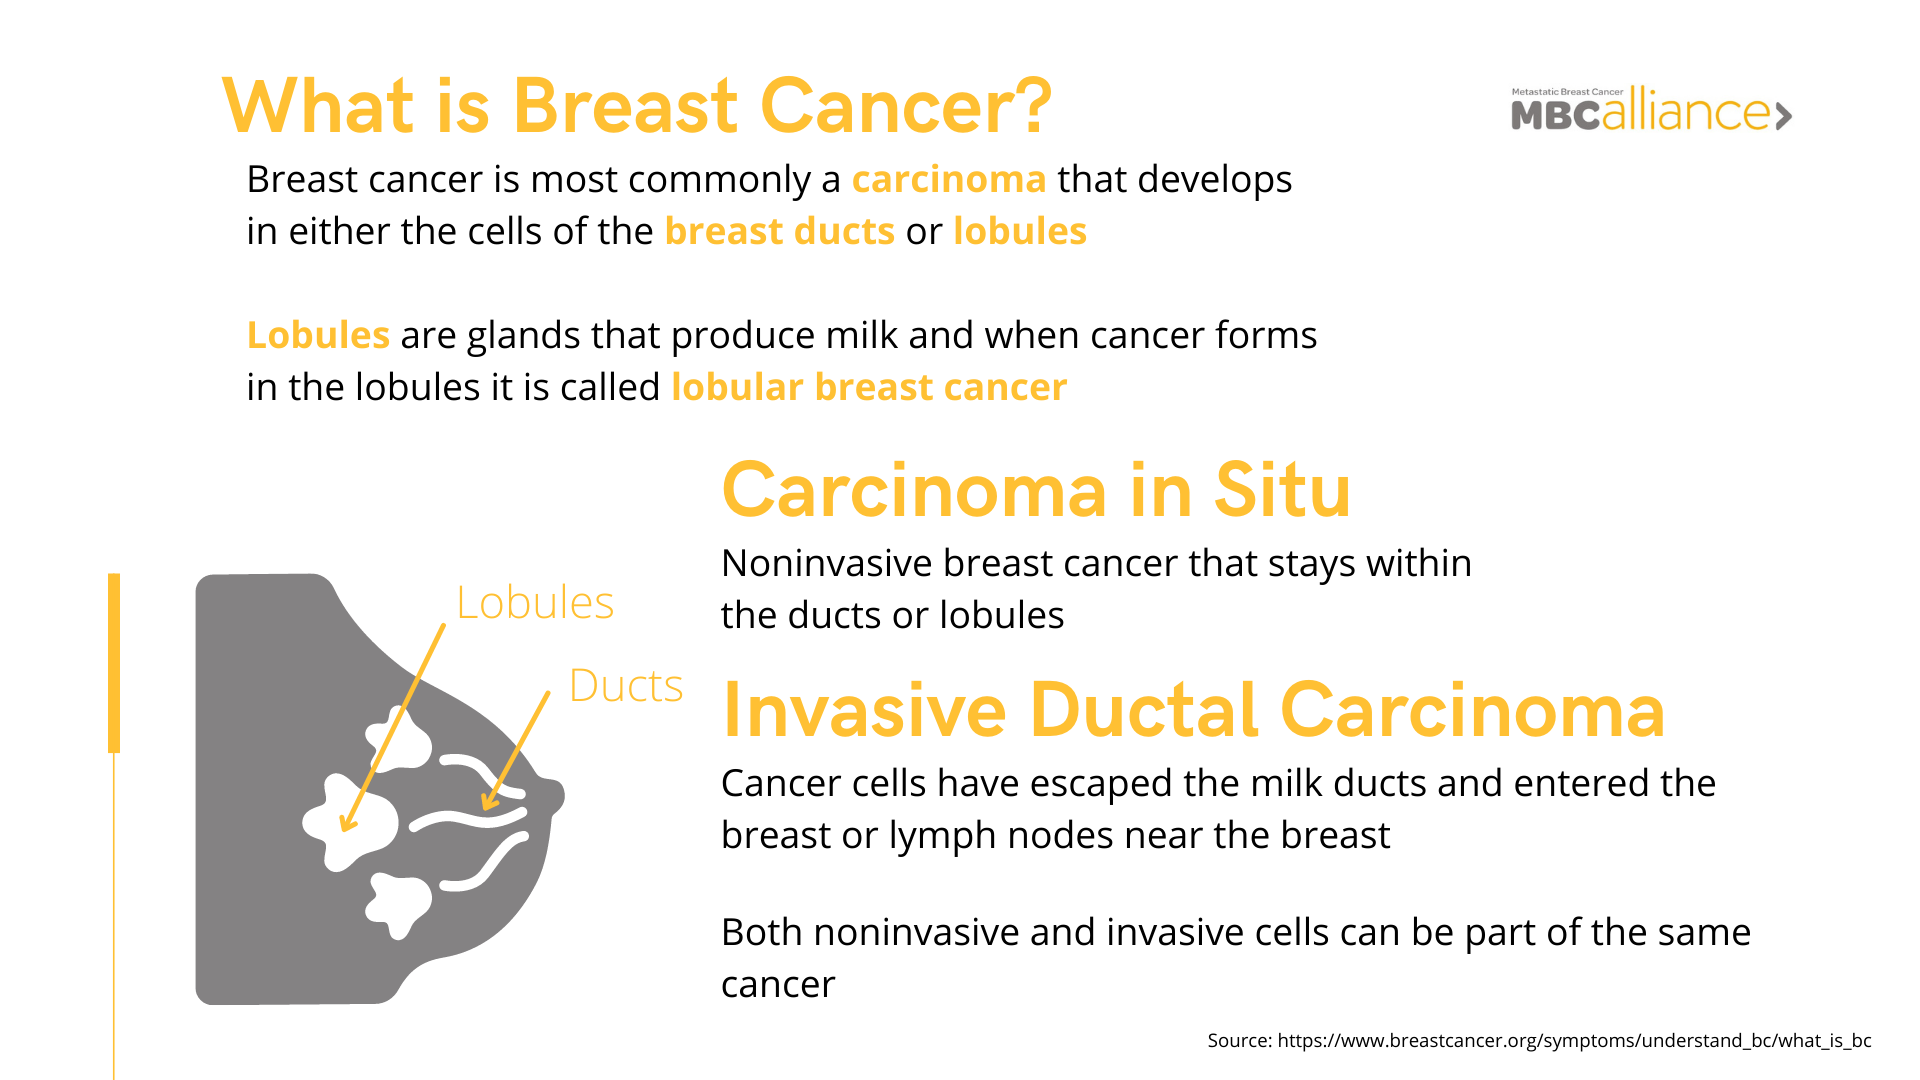 What is Breast Cancer?
Metastatic Breast Cancer
MBCalliance
Breast cancer is most commonly a carcinoma that develops
in either the cells of the breast ducts or lobules
Lobules are glands that produce milk and when cancer forms
in the lobules it is called lobular breast cancer
Carcinoma in Situ
Noninvasive breast cancer that stays within
the ducts or lobules
Lobules
Ducts
Invasive Ductal Carcinoma
Cancer cells have escaped the milk ducts and entered the
breast or lymph nodes near the breast
Both noninvasive and invasive cells can be part of the same
cancer
Source: https://www.breastcancer.org/symptoms/understand_bc/what_is_bc